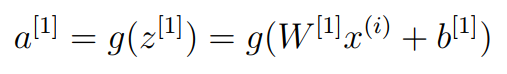 a^{[1]} = g(z^{[1]}) = g(W^{[1]}x^{(i)} + b^{[1]})